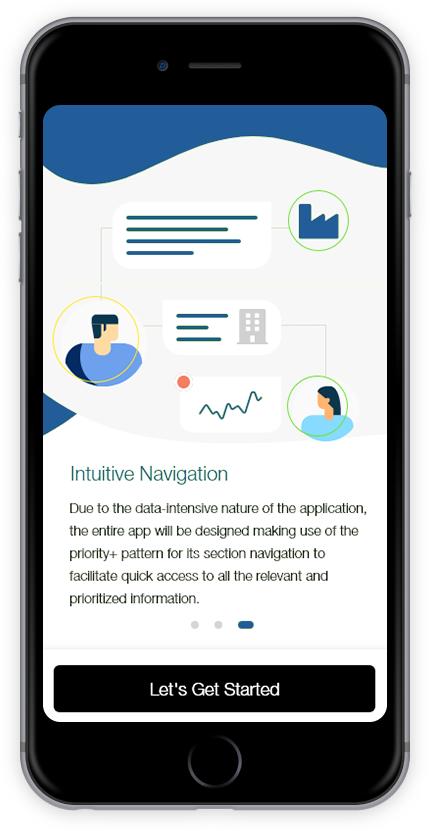 Intuitive Navigation
Due to the data-intensive nature of the application,
the entire app will be designed making use of the
priority+ pattern for its section navigation to
facilitate quick access to all the relevant and
prioritized information.
Let's Get Started